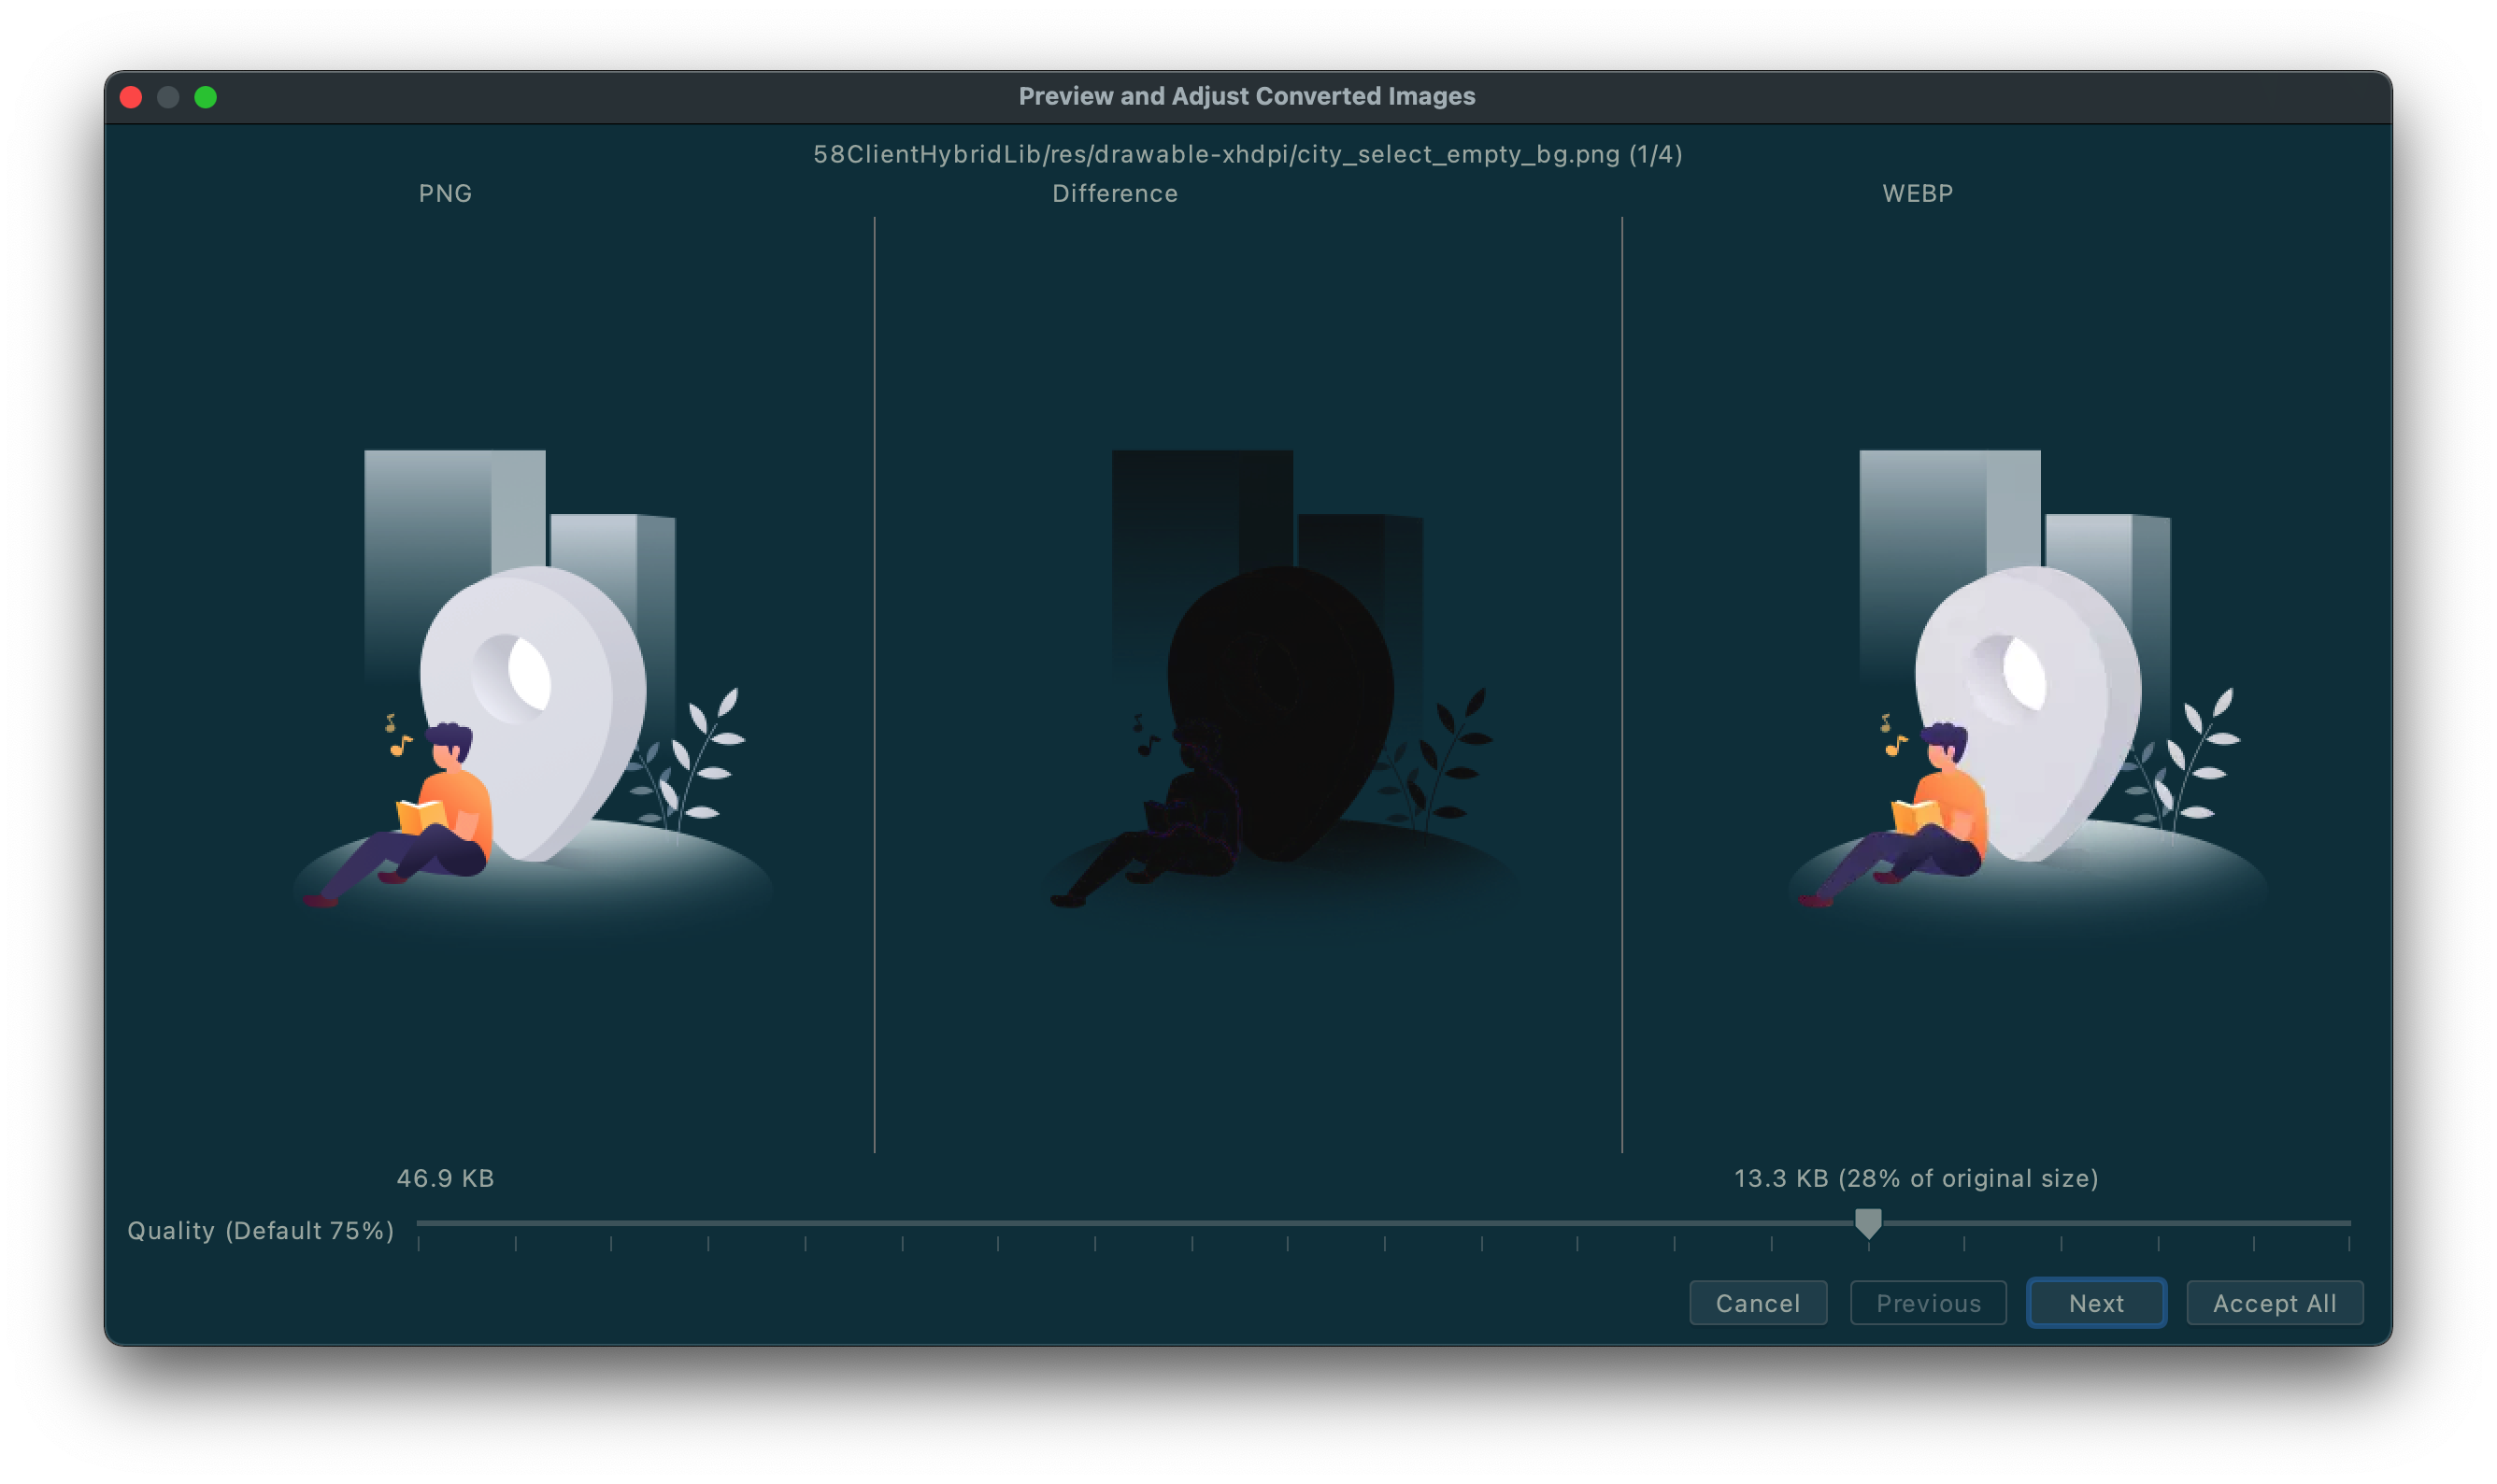 Preview and Adjust Converted Images
58ClientHybridLib/res/drawable-xhdpi/city_select_empty_bg.png (1/4)
PNG Difference WEBP
46.9 KB 13.3 KB (28% of original size)
Quality (Default 75%)
Cancel Previous Next Accept All